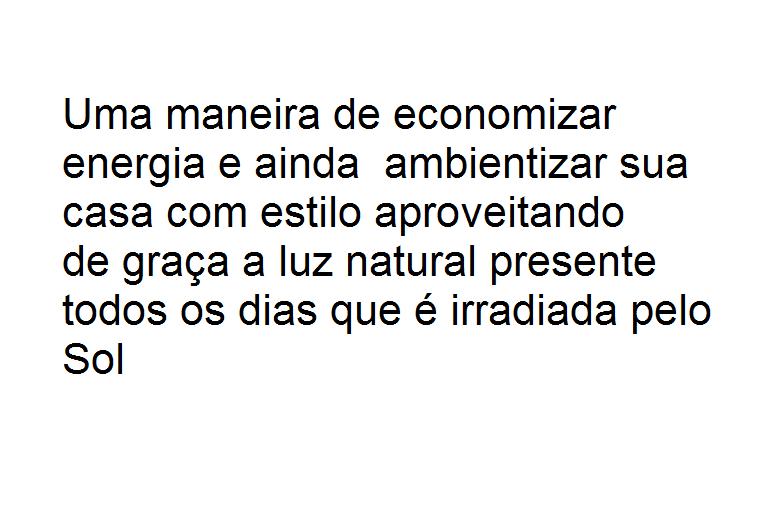 Uma maneira de economizar
energia e ainda  ambientizar sua
casa com estilo aproveitando
de graça a luz natural presente
todos os dias que é irradiada pelo
Sol